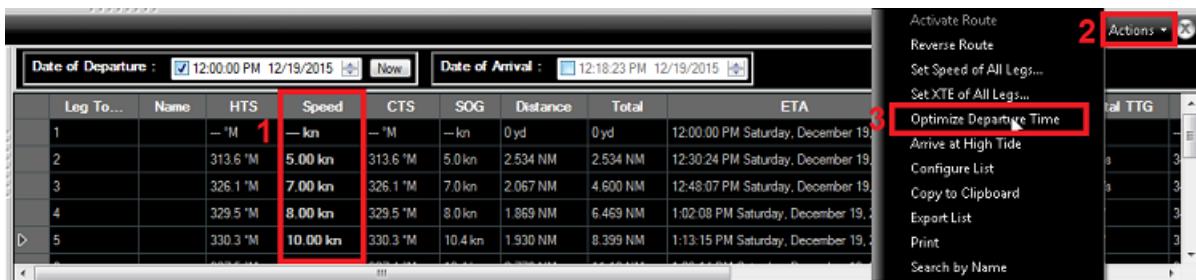 Activate Route
2 Actions
Reverse Route
Date of Departure : 12:00:00 PM 12/19/2015 Now Date of Arrival : 12:18:23 PM 12/19/2015
Set Speed of All Legs...
Set XTE of All Legs...
Leg To... Name HTS Speed CTS SOG Distance Total ETA tal TTG
3 Optimize Departure Time
1 --- °M 1 --- kn --- °M --- kn 0 yd 0 yd 12:00:00 PM Saturday, December 19,
Arrive at High Tide
2 313.6 °M 5.00 kn 313.6 °M 5.0 kn 2.534 NM 2.534 NM 12:30:24 PM Saturday, December 19,
Configure List
3 326.1 °M 7.00 kn 326.1 °M 7.0 kn 2.067 NM 4.600 NM 12:48:07 PM Saturday, December 19,
Copy to Clipboard
4 329.5 °M 8.00 kn 329.5 °M 8.0 kn 1.869 NM 6.469 NM 1:02:08 PM Saturday, December 19,
Export List
5 330.3 °M 10.00 kn 330.3 °M 10.4 kn 1.930 NM 8.399 NM 1:13:15 PM Saturday, December 19,
Print
Search by Name